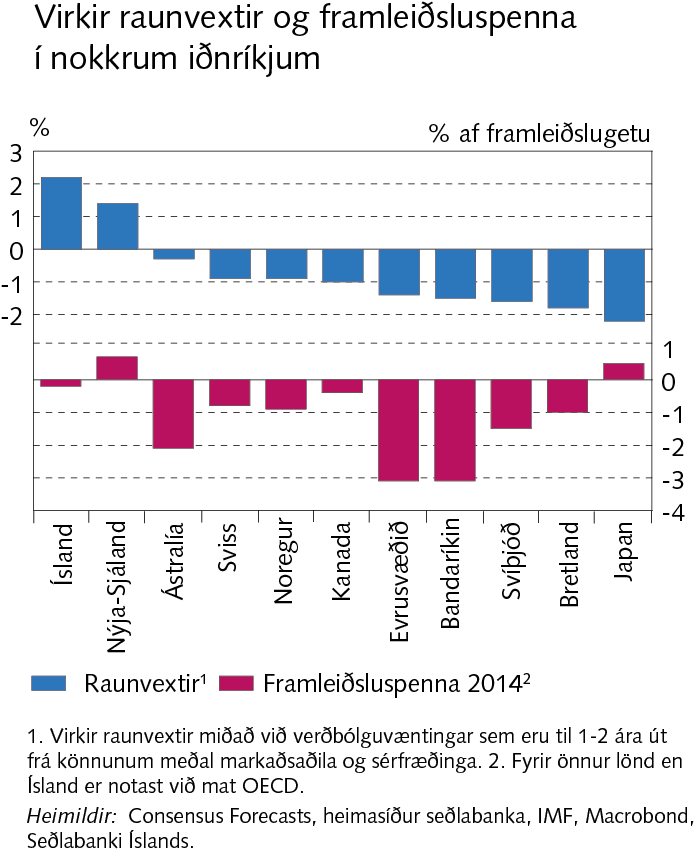 Virkir raunvextir og framleiðsluspenna
í nokkrum iðnríkjum
%
% af framleiðslugetu
3
2
1
0
-1
-2
1
0
-1
-2
-3
-4
Ísland
Nýja-Sjáland
Ástralía
Sviss
Noregur
Kanada
Evrusvæðið
Bandaríkin
Svíþjóð
Bretland
Japan
Raunvextir¹
Framleiðsluspenna 2014²
1. Virkir raunvextir miðað við verðbólguvæntingar sem eru til 1-2 ára út
frá könnunum meðal markaðsaðila og sérfræðinga. 2. Fyrir önnur lönd en
Ísland er notast við mat OECD.
Heimildir: Consensus Forecasts, heimasíður seðlabanka, IMF, Macrobond,
Seðlabanki Íslands.